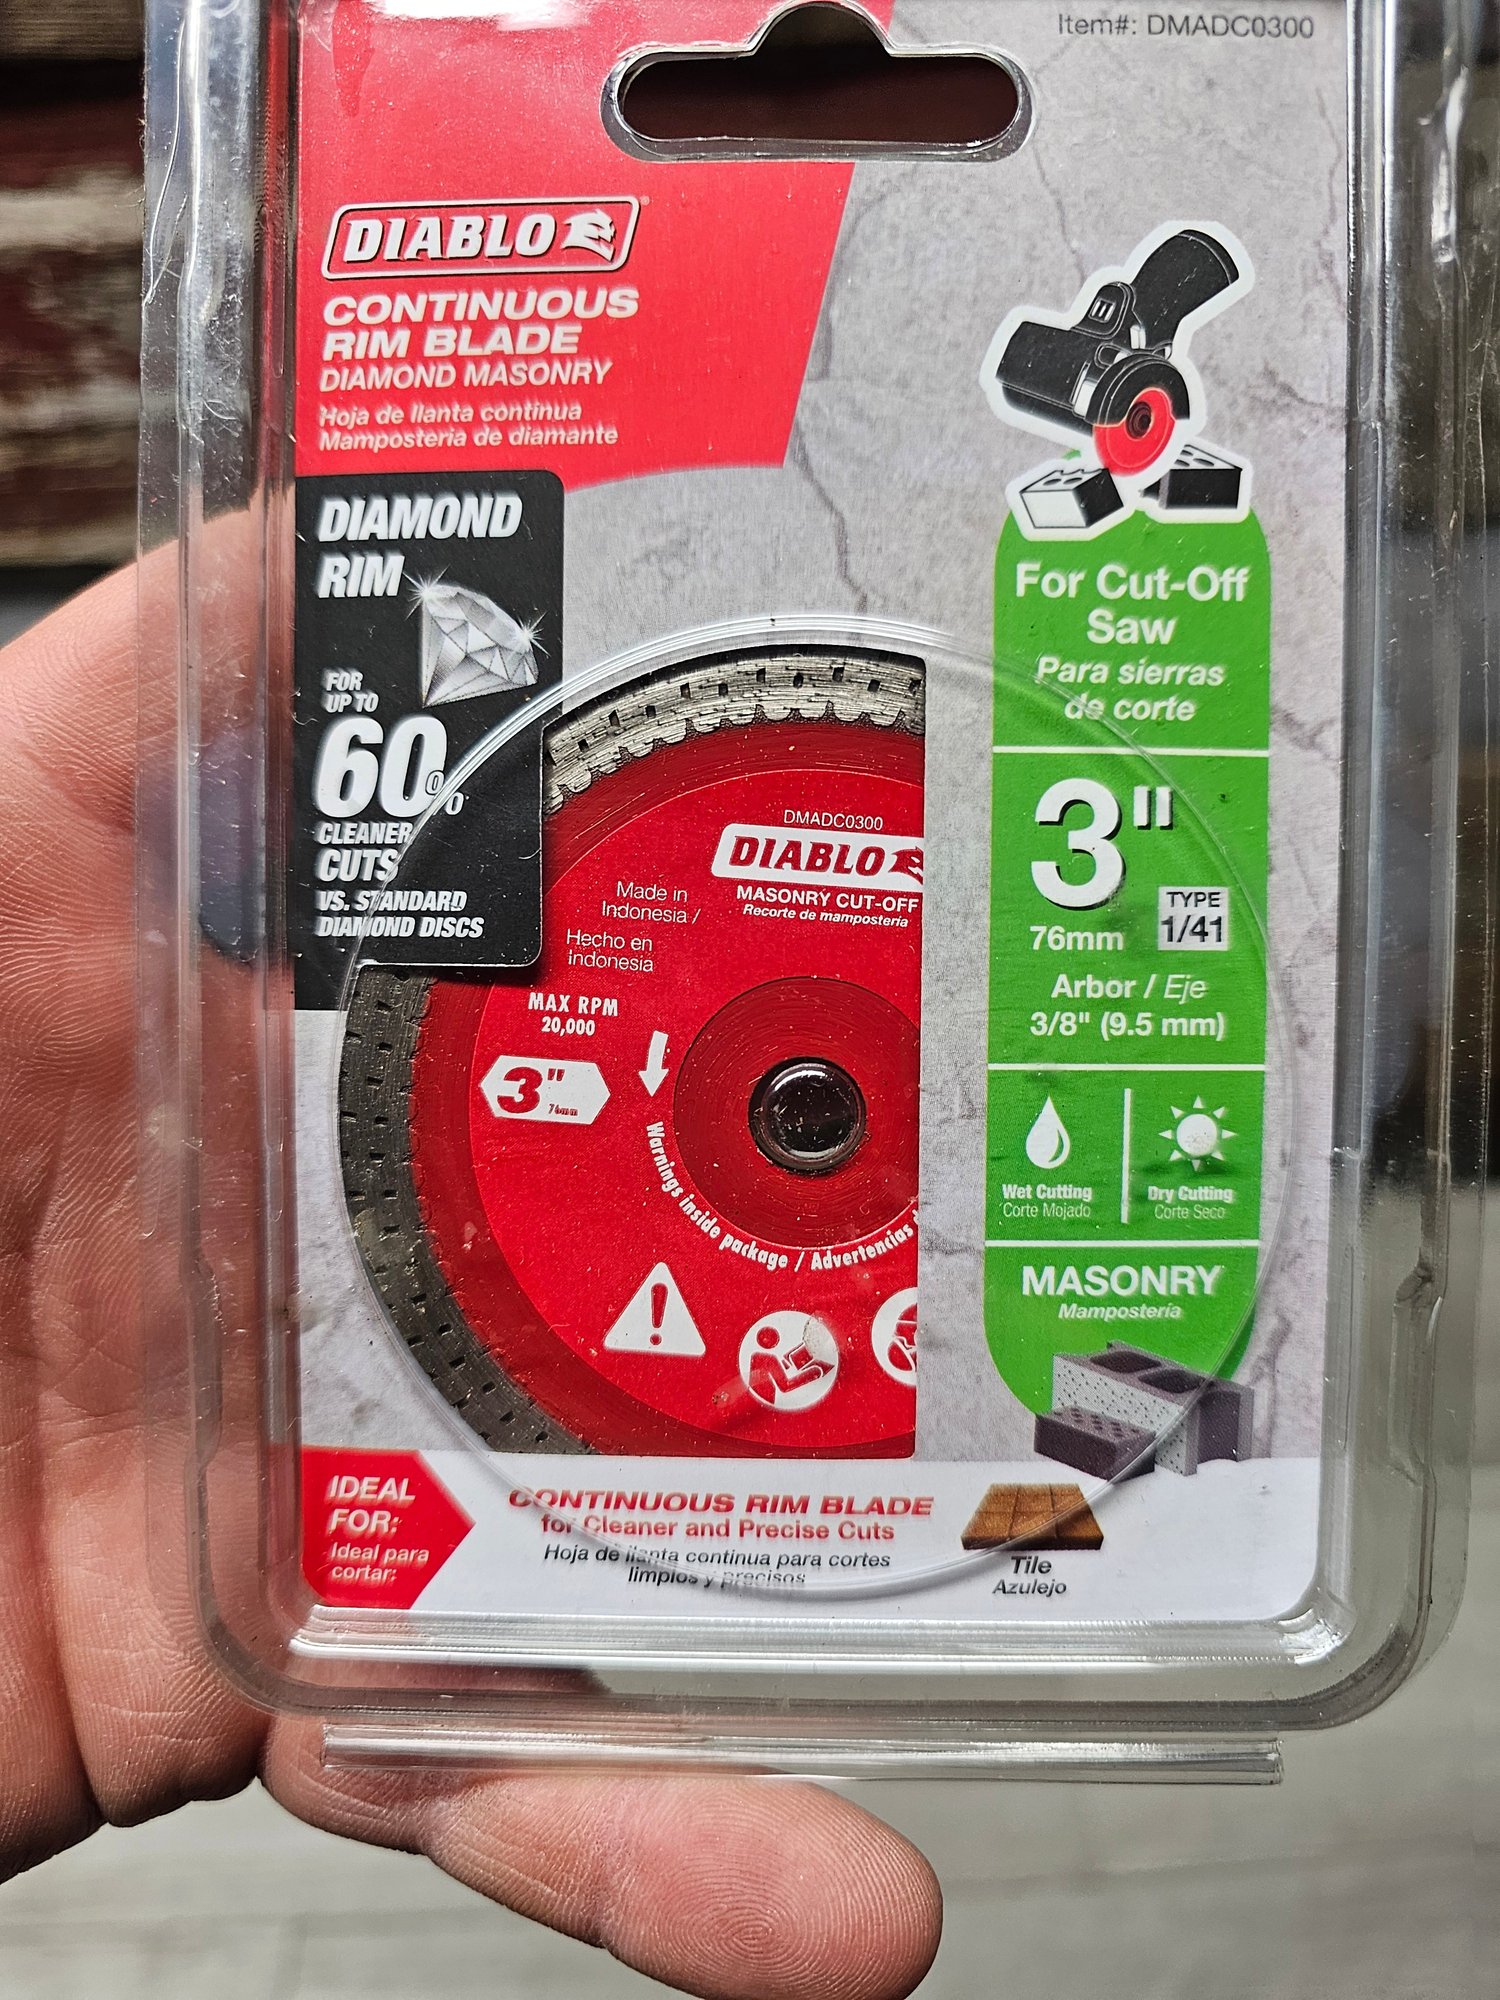 Item#: DMADC0300
DIABLO
CONTINUOUS
RIM BLADE
DIAMOND MASONRY
Hoja de llanta continua
Mampostería de diamante
DIAMOND
RIM
FOR
UP TO
60%
CLEANER
CUTS
VS. STANDARD
DIAMOND DISCS
For Cut-Off
Saw
Para sierras
de corte
3"
76mm
TYPE
1/41
Arbor / Eje
3/8" (9.5 mm)
Wet Cutting
Corte Mojado
Dry Cutting
Corte Seco
MASONRY
Mampostería
DMADC0300
DIABLO
MASONRY CUT-OFF
Recorte de mampostería
Made in
Indonesia /
Hecho en
Indonesia
MAX RPM
20,000
3"
76mm
Warnings inside package / Advertencias
IDEAL
FOR:
Ideal para
cortar:
CONTINUOUS RIM BLADE
for Cleaner and Precise Cuts
Hoja de llanta continua para cortes
limpios y precisos
Tile
Azulejo